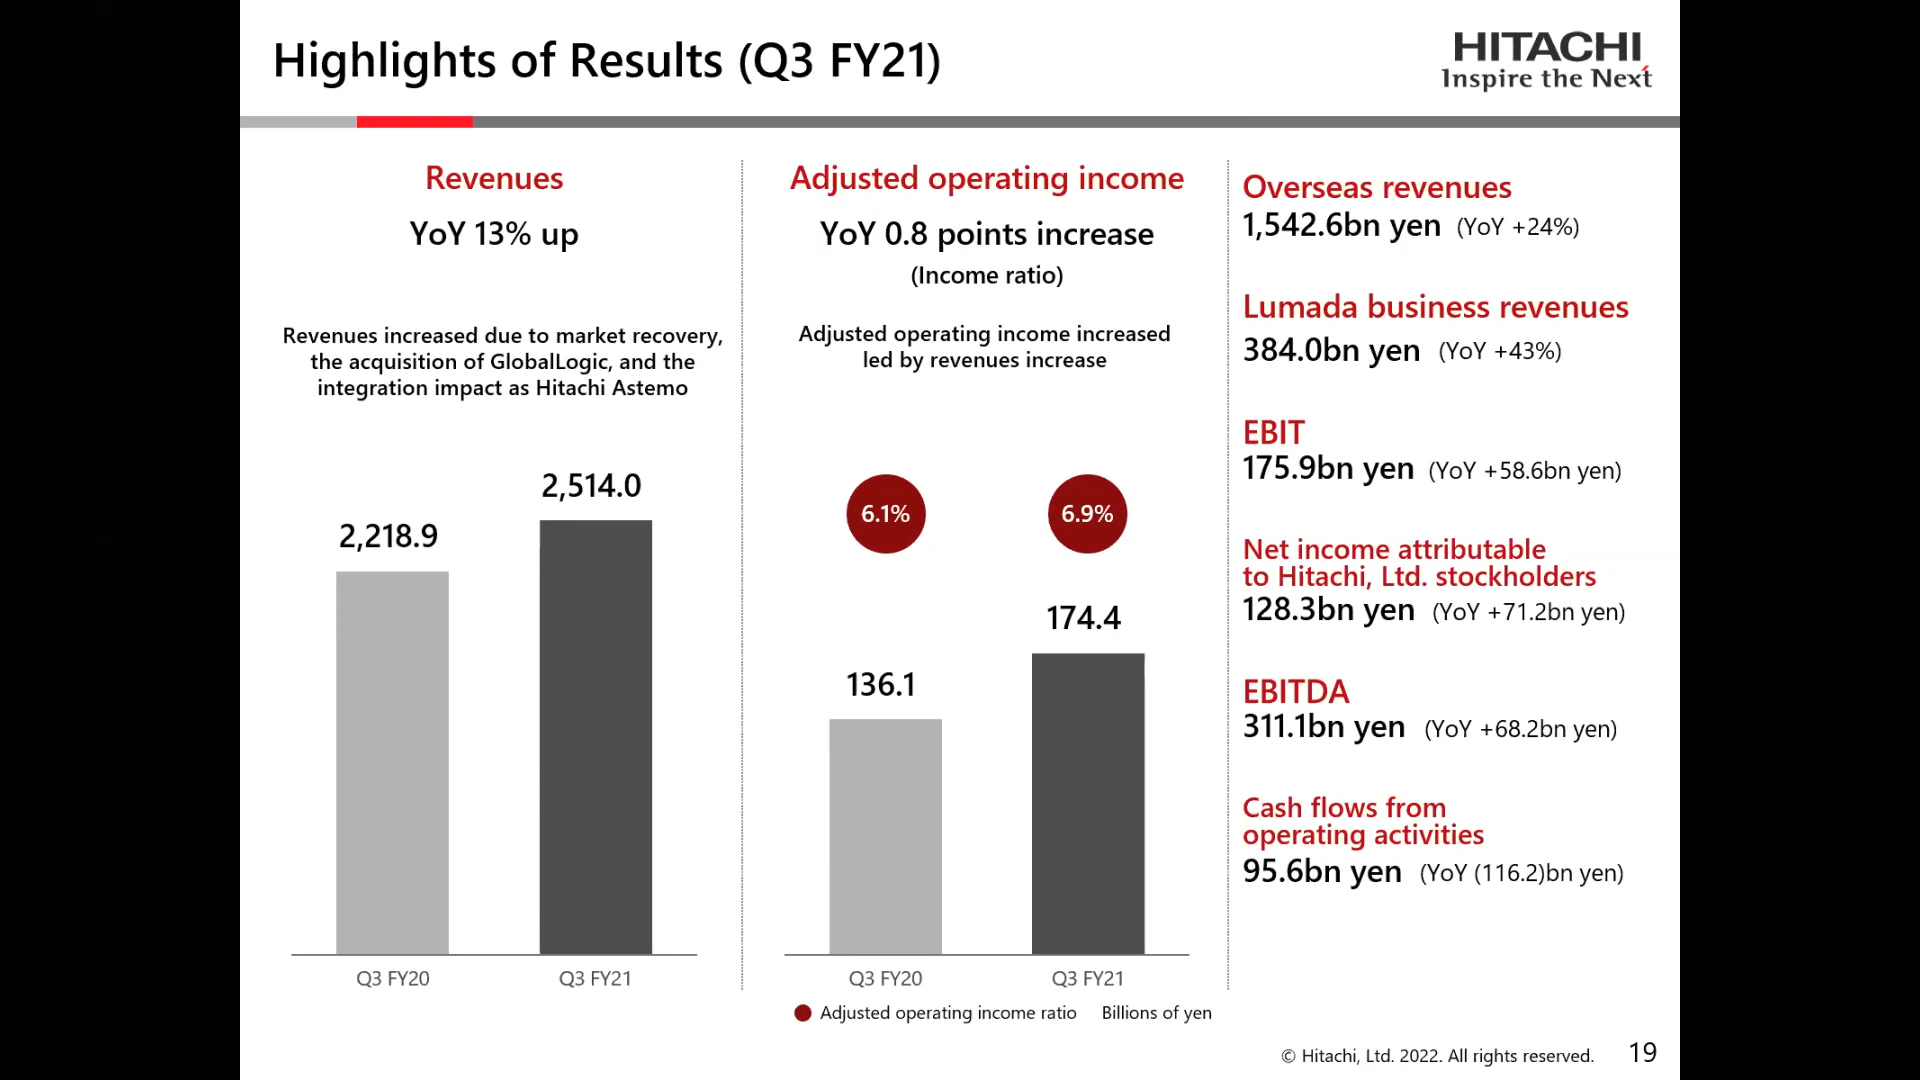 Highlights of Results (Q3 FY21)
HITACHI
Inspire the Next
Revenues
YoY 13% up
Revenues increased due to market recovery,
the acquisition of GlobalLogic, and the
integration impact as Hitachi Astemo
2,218.9
2,514.0
Q3 FY20
Q3 FY21
Adjusted operating income
YoY 0.8 points increase
(Income ratio)
Adjusted operating income increased
led by revenues increase
6.1%
6.9%
136.1
174.4
Q3 FY20
Q3 FY21
Adjusted operating income ratio
Billions of yen
Overseas revenues
1,542.6bn yen (YoY +24%)
Lumada business revenues
384.0bn yen (YoY +43%)
EBIT
175.9bn yen (YoY +58.6bn yen)
Net income attributable
to Hitachi, Ltd. stockholders
128.3bn yen (YoY +71.2bn yen)
EBITDA
311.1bn yen (YoY +68.2bn yen)
Cash flows from
operating activities
95.6bn yen (YoY (116.2)bn yen)
© Hitachi, Ltd. 2022. All rights reserved.
19